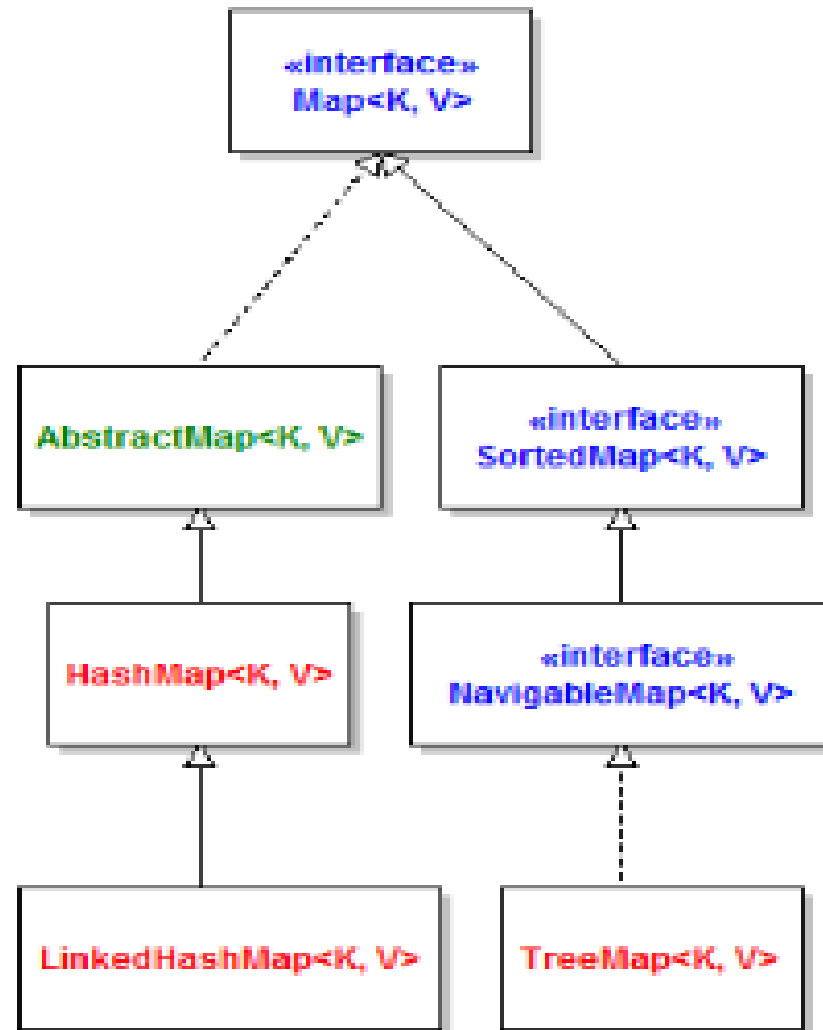 «interface»
Map<K, V>
AbstractMap<K, V>
«interface»
SortedMap<K, V>
HashMap<K, V>
«interface»
NavigableMap<K, V>
LinkedHashMap<K, V>
TreeMap<K, V>